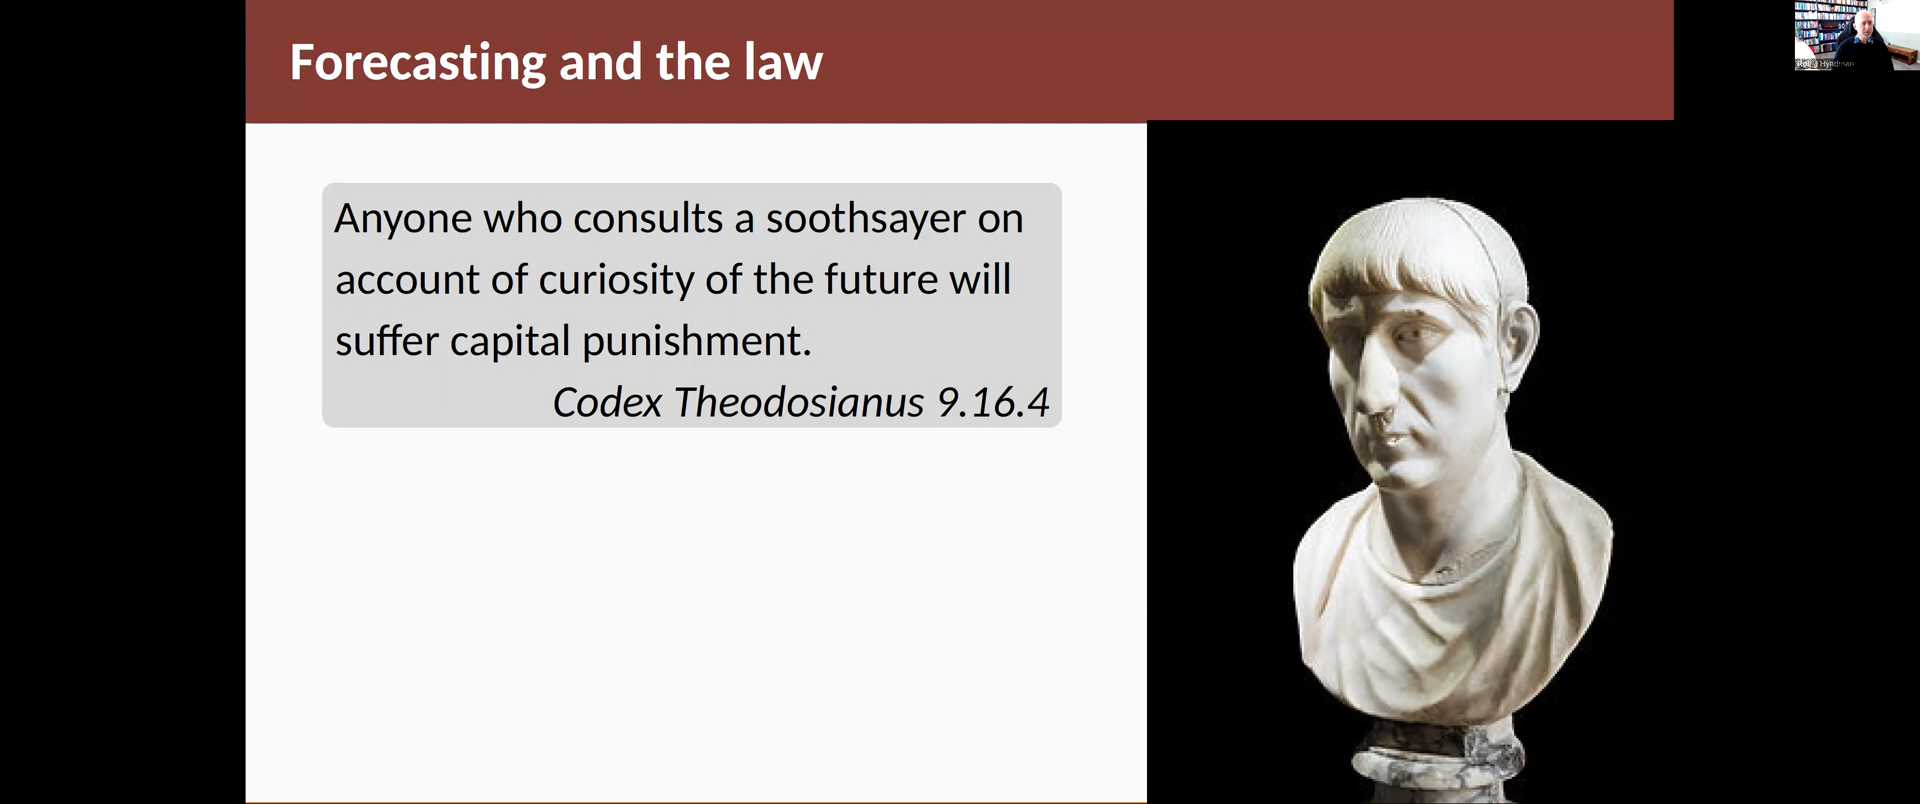 Forecasting and the law
Anyone who consults a soothsayer on
account of curiosity of the future will
suffer capital punishment.
Codex Theodosianus 9.16.4
Hyndman